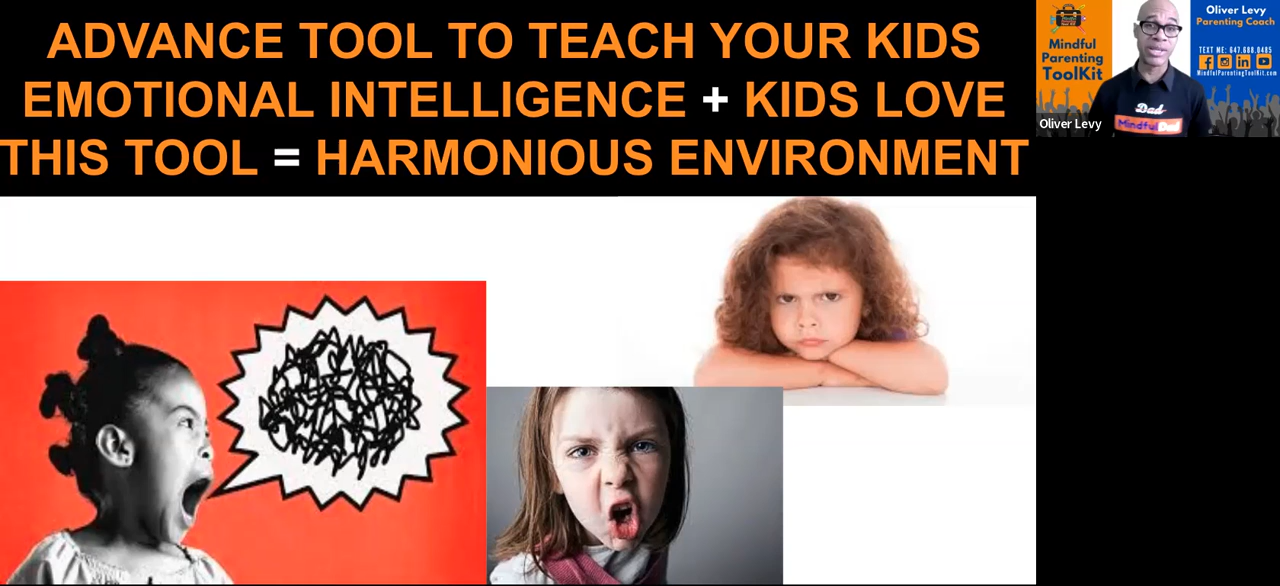 ADVANCE TOOL TO TEACH YOUR KIDS
EMOTIONAL INTELLIGENCE + KIDS LOVE
THIS TOOL = HARMONIOUS ENVIRONMENT
Mindful
Parenting
ToolKit
Oliver Levy
Parenting Coach
TEXT ME: 647.688.0485
MindfulParentingToolKit.com
Dad
MindfulDad
Oliver Levy